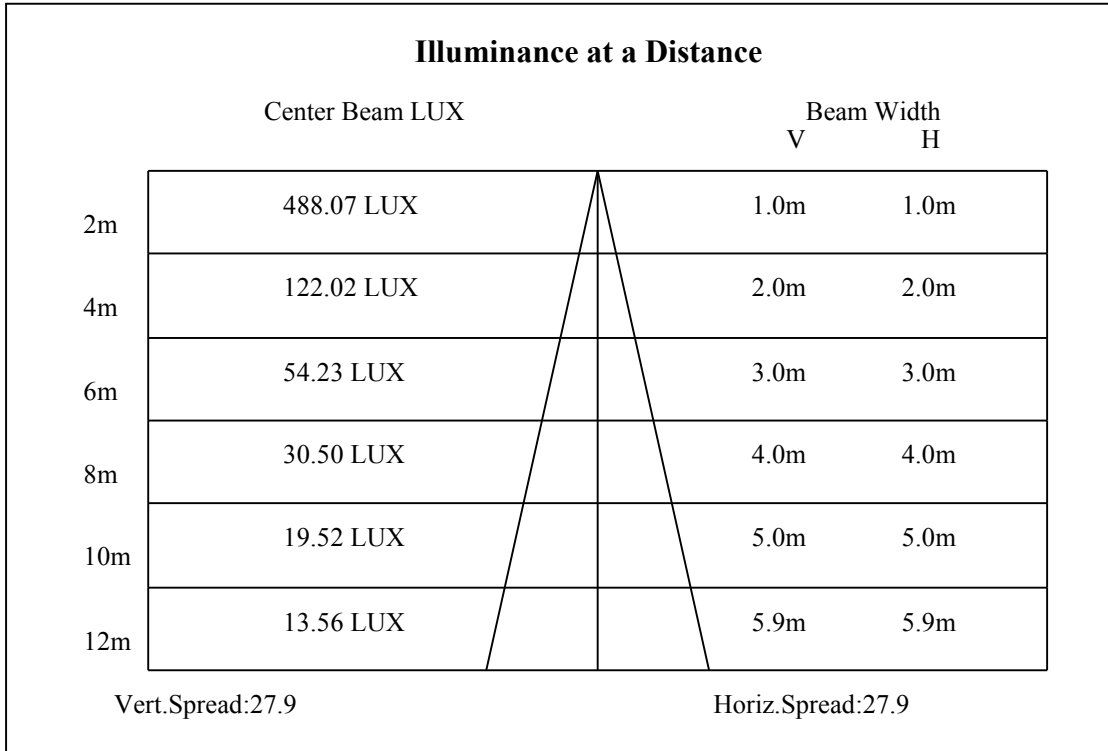 Illuminance at a Distance
Center Beam LUX Beam Width
V H
2m 488.07 LUX 1.0m 1.0m
4m 122.02 LUX 2.0m 2.0m
6m 54.23 LUX 3.0m 3.0m
8m 30.50 LUX 4.0m 4.0m
10m 19.52 LUX 5.0m 5.0m
12m 13.56 LUX 5.9m 5.9m
Vert.Spread:27.9 Horiz.Spread:27.9